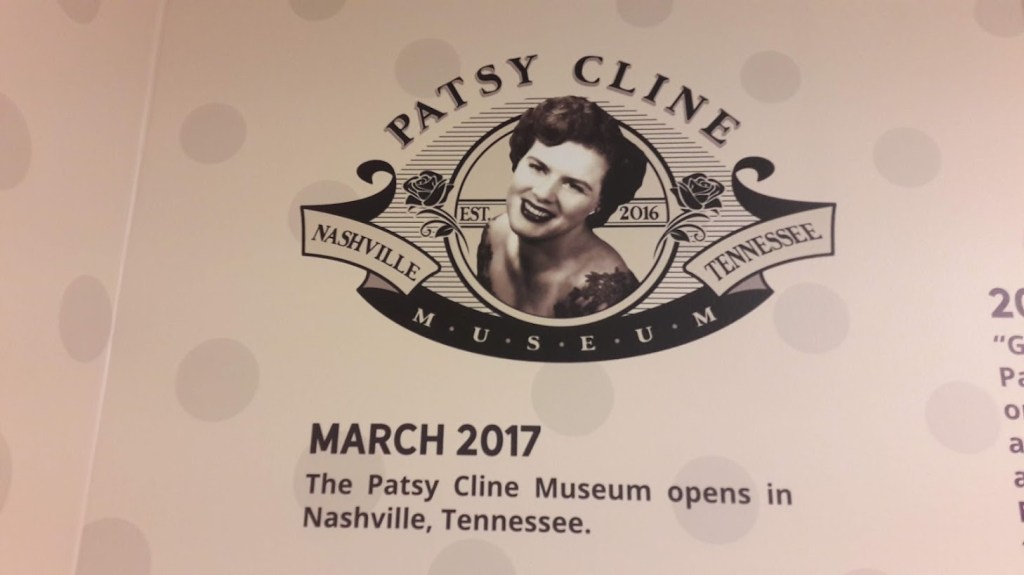 PATSY CLINE
EST. 2016
NASHVILLE TENNESSEE
M·U·S·E·U·M
MARCH 2017
The Patsy Cline Museum opens in
Nashville, Tennessee.